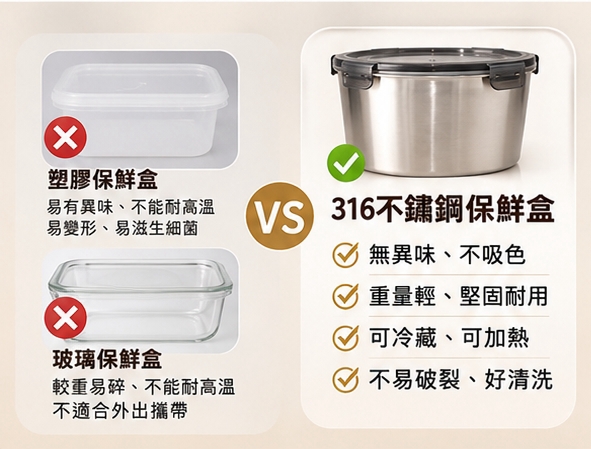 塑膠保鮮盒
易有異味、不能耐高溫
易變形、易滋生細菌
玻璃保鮮盒
較重易碎、不能耐高溫
不適合外出攜帶
VS
316不鏽鋼保鮮盒
無異味、不吸色
重量輕、堅固耐用
可冷藏、可加熱
不易破裂、好清洗